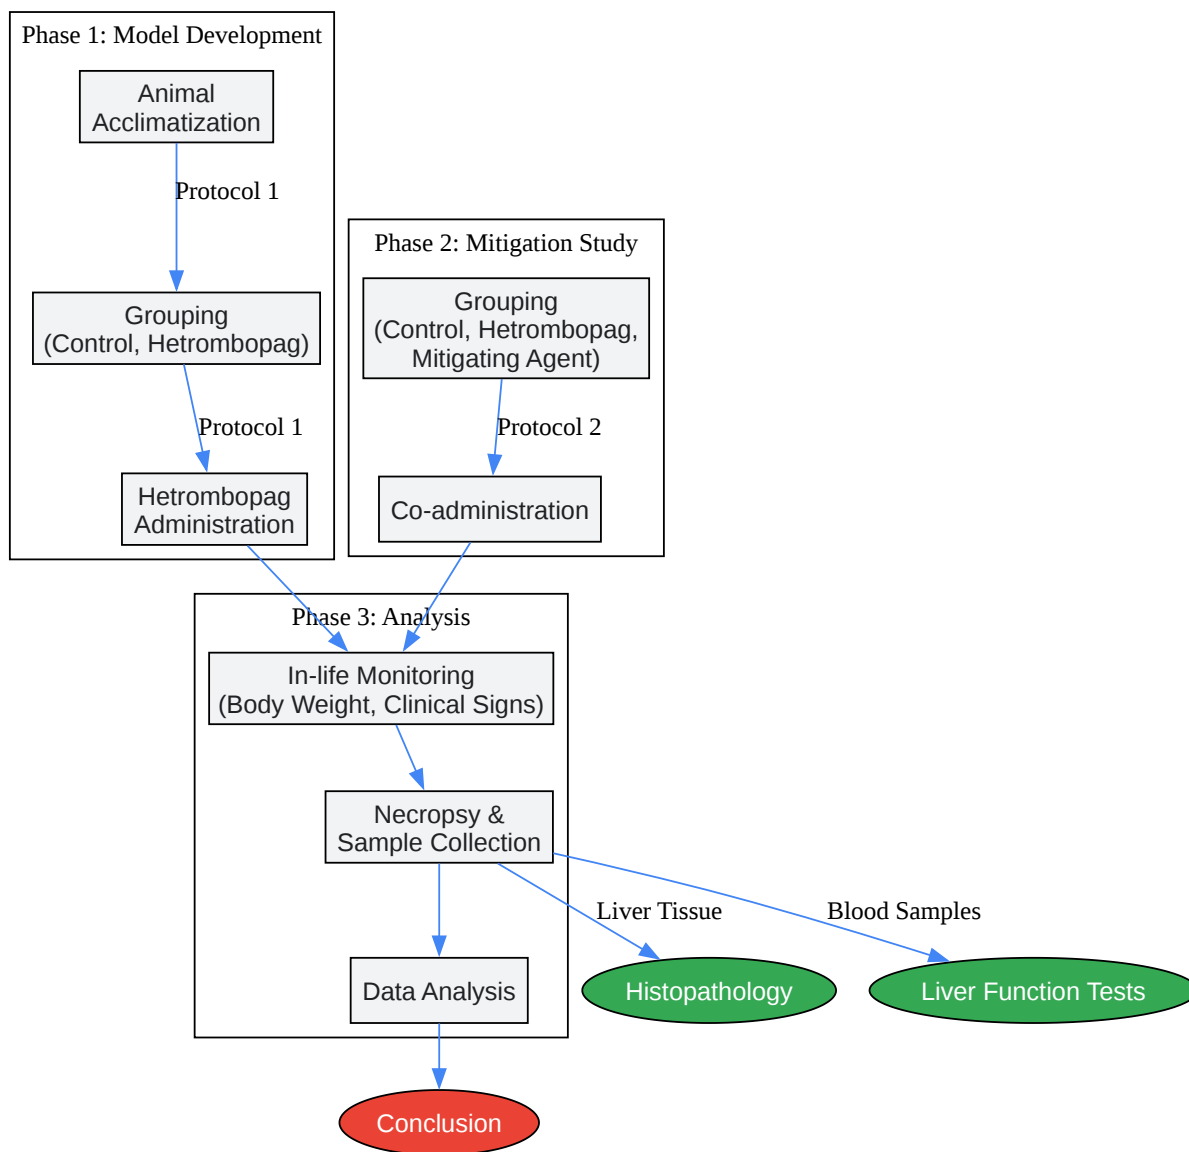 Phase 1: Model Development
Animal
Acclimatization
Protocol 1
Grouping
(Control, Hetrombopag)
Protocol 1
Hetrombopag
Administration
Phase 2: Mitigation Study
Grouping
(Control, Hetrombopag,
Mitigating Agent)
Protocol 2
Co-administration
Phase 3: Analysis
In-life Monitoring
(Body Weight, Clinical Signs)
Necropsy &
Sample Collection
Liver Tissue
Blood Samples
Data Analysis
Histopathology
Liver Function Tests
Conclusion